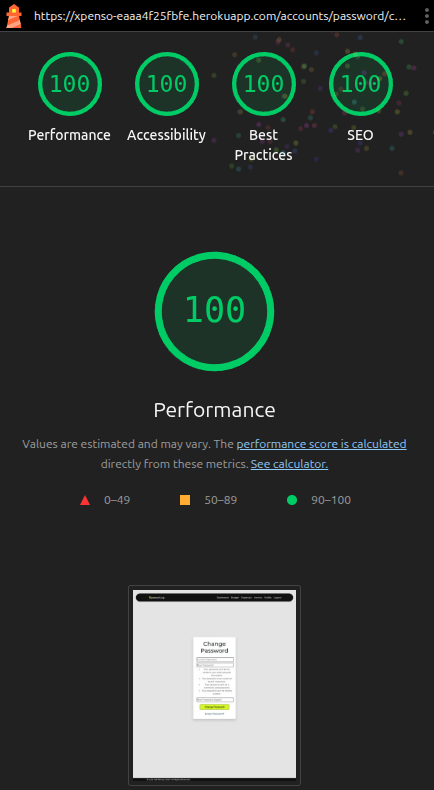 https://xpenso-eaaa4f25fbfe.herokuapp.com/accounts/password/c...
100 100 100 100
Performance Accessibility Best Practices SEO
100
Performance
Values are estimated and may vary. The performance score is calculated
directly from these metrics. See calculator.
0–49 50–89 90–100
Change
Password